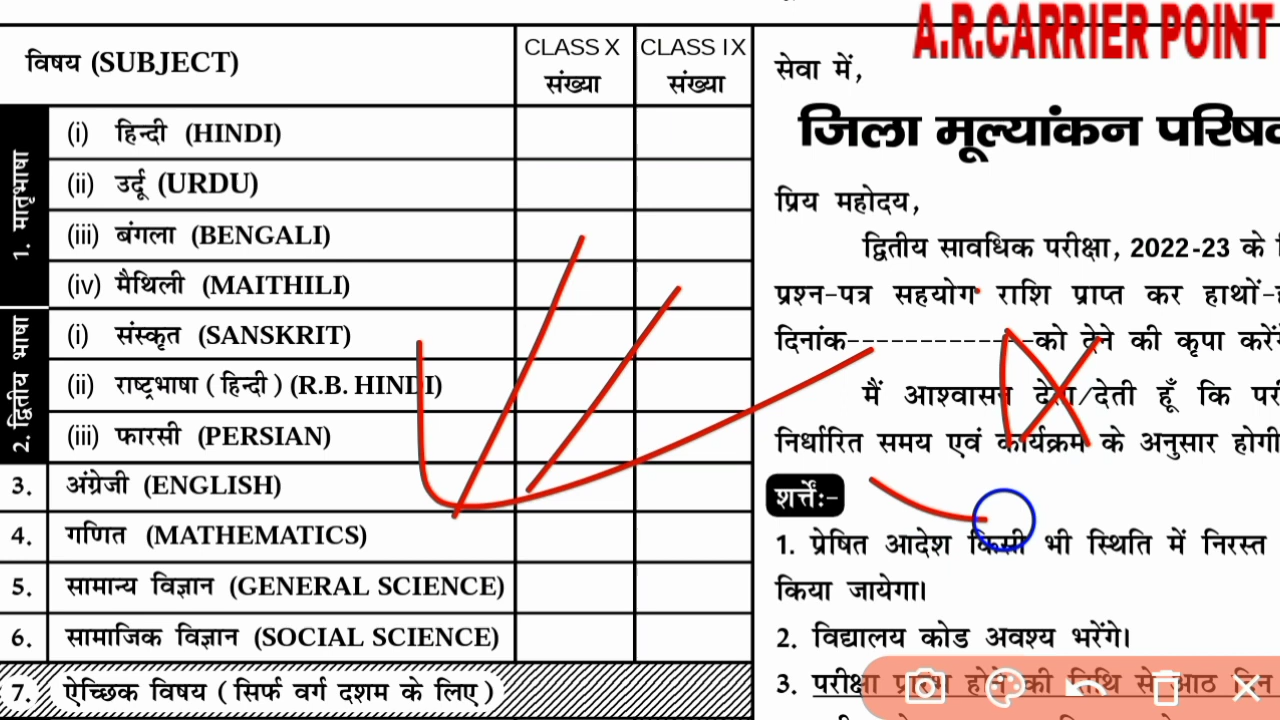 A.R.CARRIER POINT
विषय (SUBJECT)
CLASS X
संख्या
CLASS IX
संख्या
1. मातृभाषा
(i) हिन्दी (HINDI)
(ii) उर्दू (URDU)
(iii) बंगला (BENGALI)
(iv) मैथिली (MAITHILI)
2. द्वितीय भाषा
(i) संस्कृत (SANSKRIT)
(ii) राष्ट्रभाषा ( हिन्दी ) (R.B. HINDI)
(iii) फारसी (PERSIAN)
3. अंग्रेजी (ENGLISH)
4. गणित (MATHEMATICS)
5. सामान्य विज्ञान (GENERAL SCIENCE)
6. सामाजिक विज्ञान (SOCIAL SCIENCE)
7. ऐच्छिक विषय ( सिर्फ वर्ग दशम के लिए )
सेवा में,
जिला मूल्यांकन
प्रिय महोदय,
द्वितीय सावधिक परीक्षा, 2022-23 के
प्रश्न-पत्र सहयोग राशि प्राप्त कर हाथों-
दिनांक-------------को देने की कृपा
मैं आश्वासन देता/देती हूँ कि
निर्धारित समय एवं कार्यक्रम के अनुसार होगी
शर्त्तेंः-
1. प्रेषित आदेश किसी भी स्थिति में निरस्त
किया जायेगा।
2. विद्यालय कोड अवश्य भरेंगे।
3. परीक्षा प्रारंभ होने की तिथि से आठ दिन